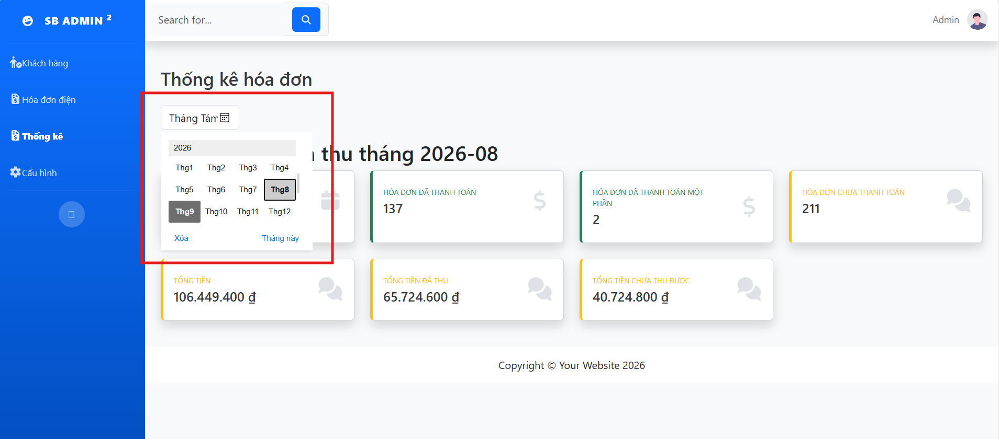 SB ADMIN 2
Search for...
Admin
Khách hàng
Hóa đơn điện
Thống kê
Cấu hình
Thống kê hóa đơn
Tháng Tám
2026
Thg1 Thg2 Thg3 Thg4
Thg5 Thg6 Thg7 Thg8
Thg9 Thg10 Thg11 Thg12
Xóa Tháng này
thu tháng 2026-08
HÓA ĐƠN ĐÃ THANH TOÁN
137
HÓA ĐƠN ĐÃ THANH TOÁN MỘT
PHẦN
2
HÓA ĐƠN CHƯA THANH TOÁN
211
TỔNG TIỀN
106.449.400 ₫
TỔNG TIỀN ĐÃ THU
65.724.600 ₫
TỔNG TIỀN CHƯA THU ĐƯỢC
40.724.800 ₫
Copyright © Your Website 2026